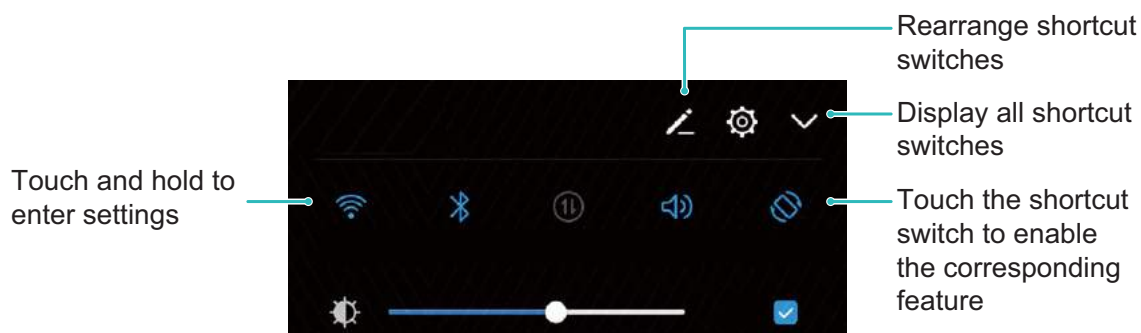 Rearrange shortcut
switches
Display all shortcut
switches
Touch and hold to
enter settings
Touch the shortcut
switch to enable
the corresponding
feature